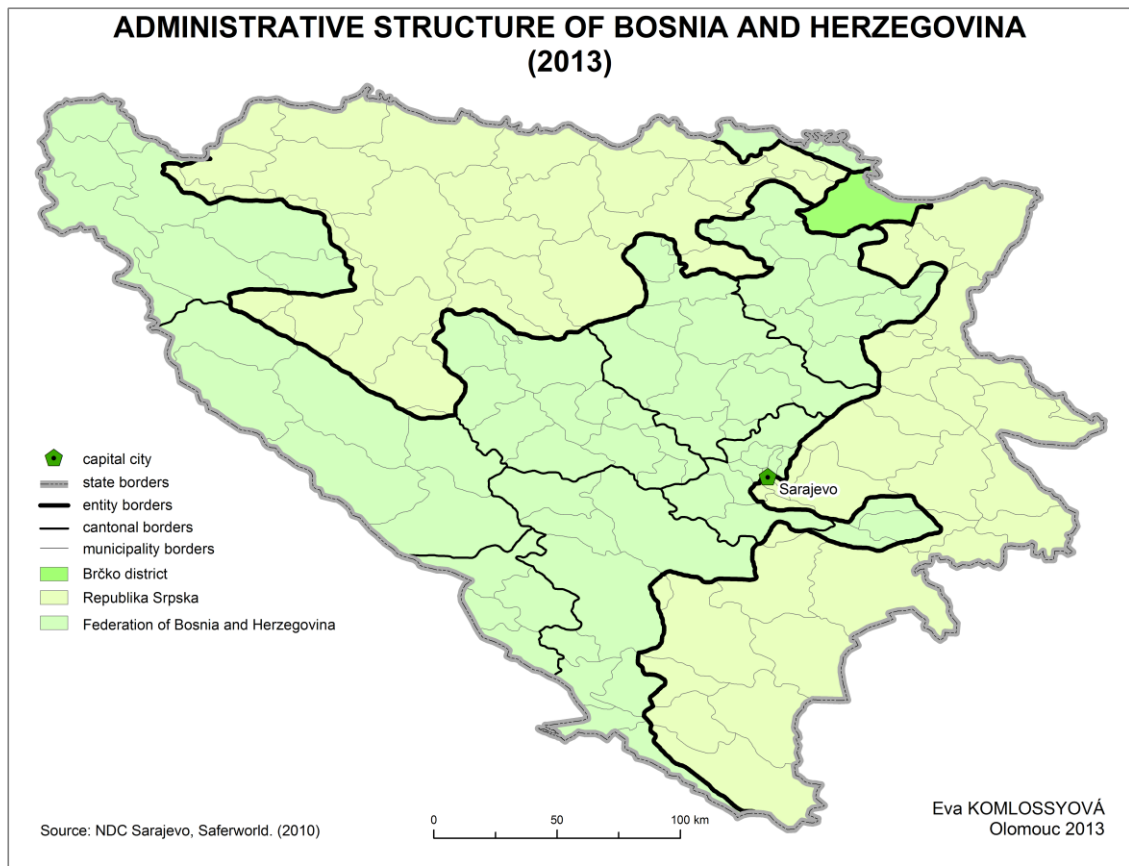 ADMINISTRATIVE STRUCTURE OF BOSNIA AND HERZEGOVINA
(2013)
capital city
state borders
entity borders
cantonal borders
municipality borders
Brčko district
Republika Srpska
Federation of Bosnia and Herzegovina
Sarajevo
Source: NDC Sarajevo, Saferworld. (2010)
0 50 100 km
Eva KOMLOSSYOVÁ
Olomouc 2013